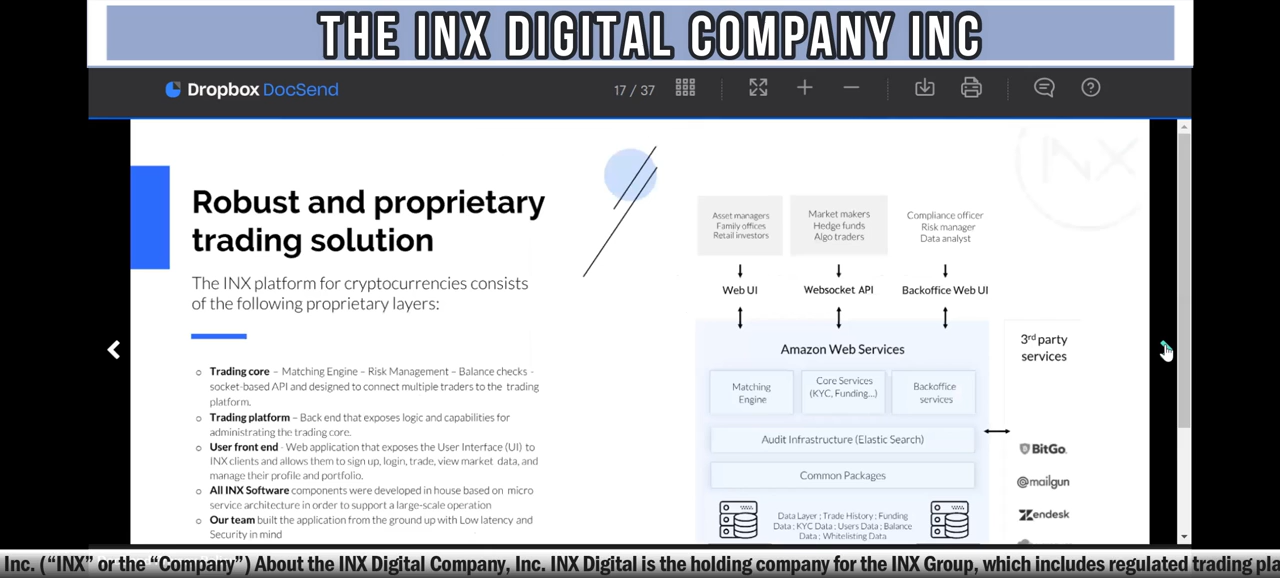 THE INX DIGITAL COMPANY INC
Dropbox DocSend
17 / 37
INX
Robust and proprietary
trading solution
The INX platform for cryptocurrencies consists
of the following proprietary layers:
o Trading core – Matching Engine – Risk Management – Balance checks -
socket-based API and designed to connect multiple traders to the trading
platform.
o Trading platform – Back end that exposes logic and capabilities for
administrating the trading core.
o User front end - Web application that exposes the User Interface (UI) to
INX clients and allows them to sign up, login, trade, view market data, and
manage their profile and portfolio.
o All INX Software components were developed in house based on micro
service architecture in order to support a large-scale operation
o Our team built the application from the ground up with Low latency and
Security in mind
Asset managers
Family offices
Retail investors
Market makers
Hedge funds
Algo traders
Compliance officer
Risk manager
Data analyst
Web UI
Websocket API
Backoffice Web UI
Amazon Web Services
Matching
Engine
Core Services
(KYC, Funding...)
Backoffice
services
Audit Infrastructure (Elastic Search)
Common Packages
Data Layer ; Trade History ; Funding
Data ; KYC Data ; Users Data ; Balance
Data ; Whitelisting Data
3rd party
services
BitGo.
@mailgun
zendesk
Inc. (“INX” or the “Company”) About the INX Digital Company, Inc. INX Digital is the holding company for the INX Group, which includes regulated trading pla